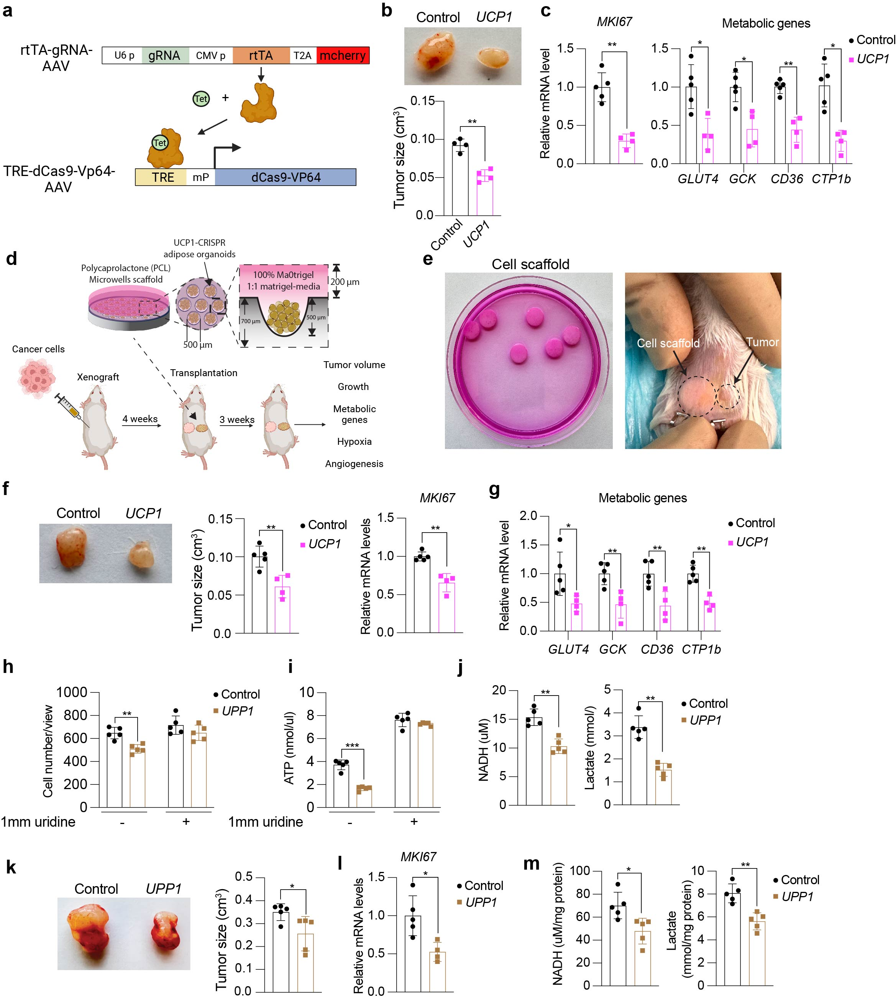 a
rtTA-gRNA-
AAV
U6 p gRNA CMV p rtTA T2A mcherry
Tet +
Tet
TRE-dCas9-Vp64-
AAV
TRE mP dCas9-VP64
b
Control UCP1
Tumor size (cm3)
0.15
0.10
0.05
0.0
**
Control UCP1
c
MKI67
Relative mRNA level
1.5
1.0
0.5
0.0
**
Metabolic genes
1.5
1.0
0.5
0.0
* * ** *
GLUT4 GCK CD36 CTP1b
Control
UCP1
d
UCP1-CRISPR
adipose organoids
Polycaprolactone (PCL)
Microwells scaffold
100% Ma0trigel
1:1 matrigel-media
200 µm
700 µm
500 µm
500 µm
Cancer cells
Xenograft
4 weeks
Transplantation
3 weeks
Tumor volume
Growth
Metabolic
genes
Hypoxia
Angiogenesis
e
Cell scaffold
Cell scaffold
Tumor
f
Control UCP1
Tumor size (cm3)
0.15
0.10
0.05
0.0
**
Control
UCP1
MKI67
Relative mRNA levels
1.5
1.0
0.5
0.0
**
g
Metabolic genes
Relative mRNA level
2.0
1.5
1.0
0.5
0.0
* ** ** **
GLUT4 GCK CD36 CTP1b
Control
UCP1
h
Cell number/view
1000
800
600
400
200
0
**
1mm uridine - +
Control
UPP1
i
ATP (nmol/ul)
10
8
6
4
2
0
***
1mm uridine - +
j
NADH (uM)
20
15
10
5
0
**
Lactate (mmol/)
5
4
3
2
1
0
**
Control
UPP1
k
Control UPP1
Tumor size (cm3)
0.5
0.4
0.3
0.2
0.1
0.0
*
l
MKI67
Relative mRNA levels
1.5
1.0
0.5
0.0
*
Control
UPP1
m
NADH (uM/mg protein)
100
80
60
40
20
0
*
Lactate
(mmol/mg protein)
10
8
6
4
2
0
**
Control
UPP1